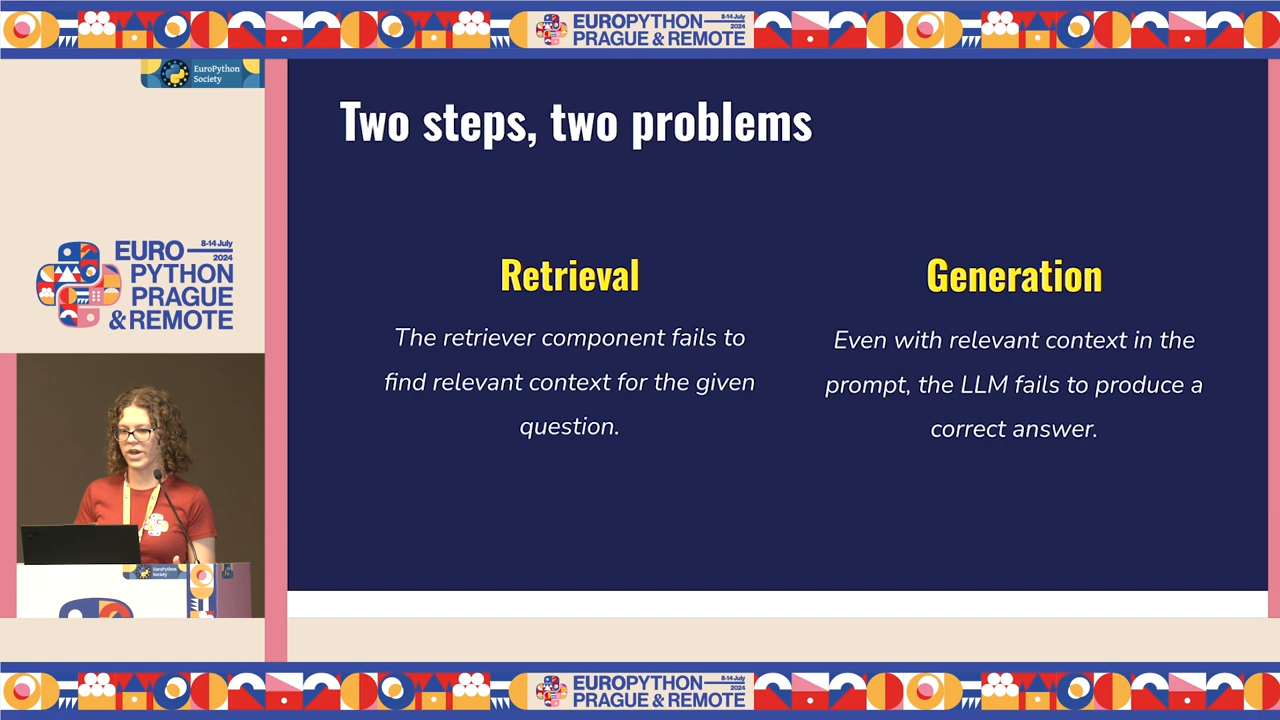 EUROPYTHON 8-14 July
2024
PRAGUE & REMOTE
EuroPython
Society
Two steps, two problems
EURO 8-14 July
2024
PYTHON
PRAGUE
& REMOTE
Retrieval
The retriever component fails to
find relevant context for the given
question.
Generation
Even with relevant context in the
prompt, the LLM fails to produce a
correct answer.
EuroPython
Society
EUROPYTHON 8-14 July
2024
PRAGUE & REMOTE